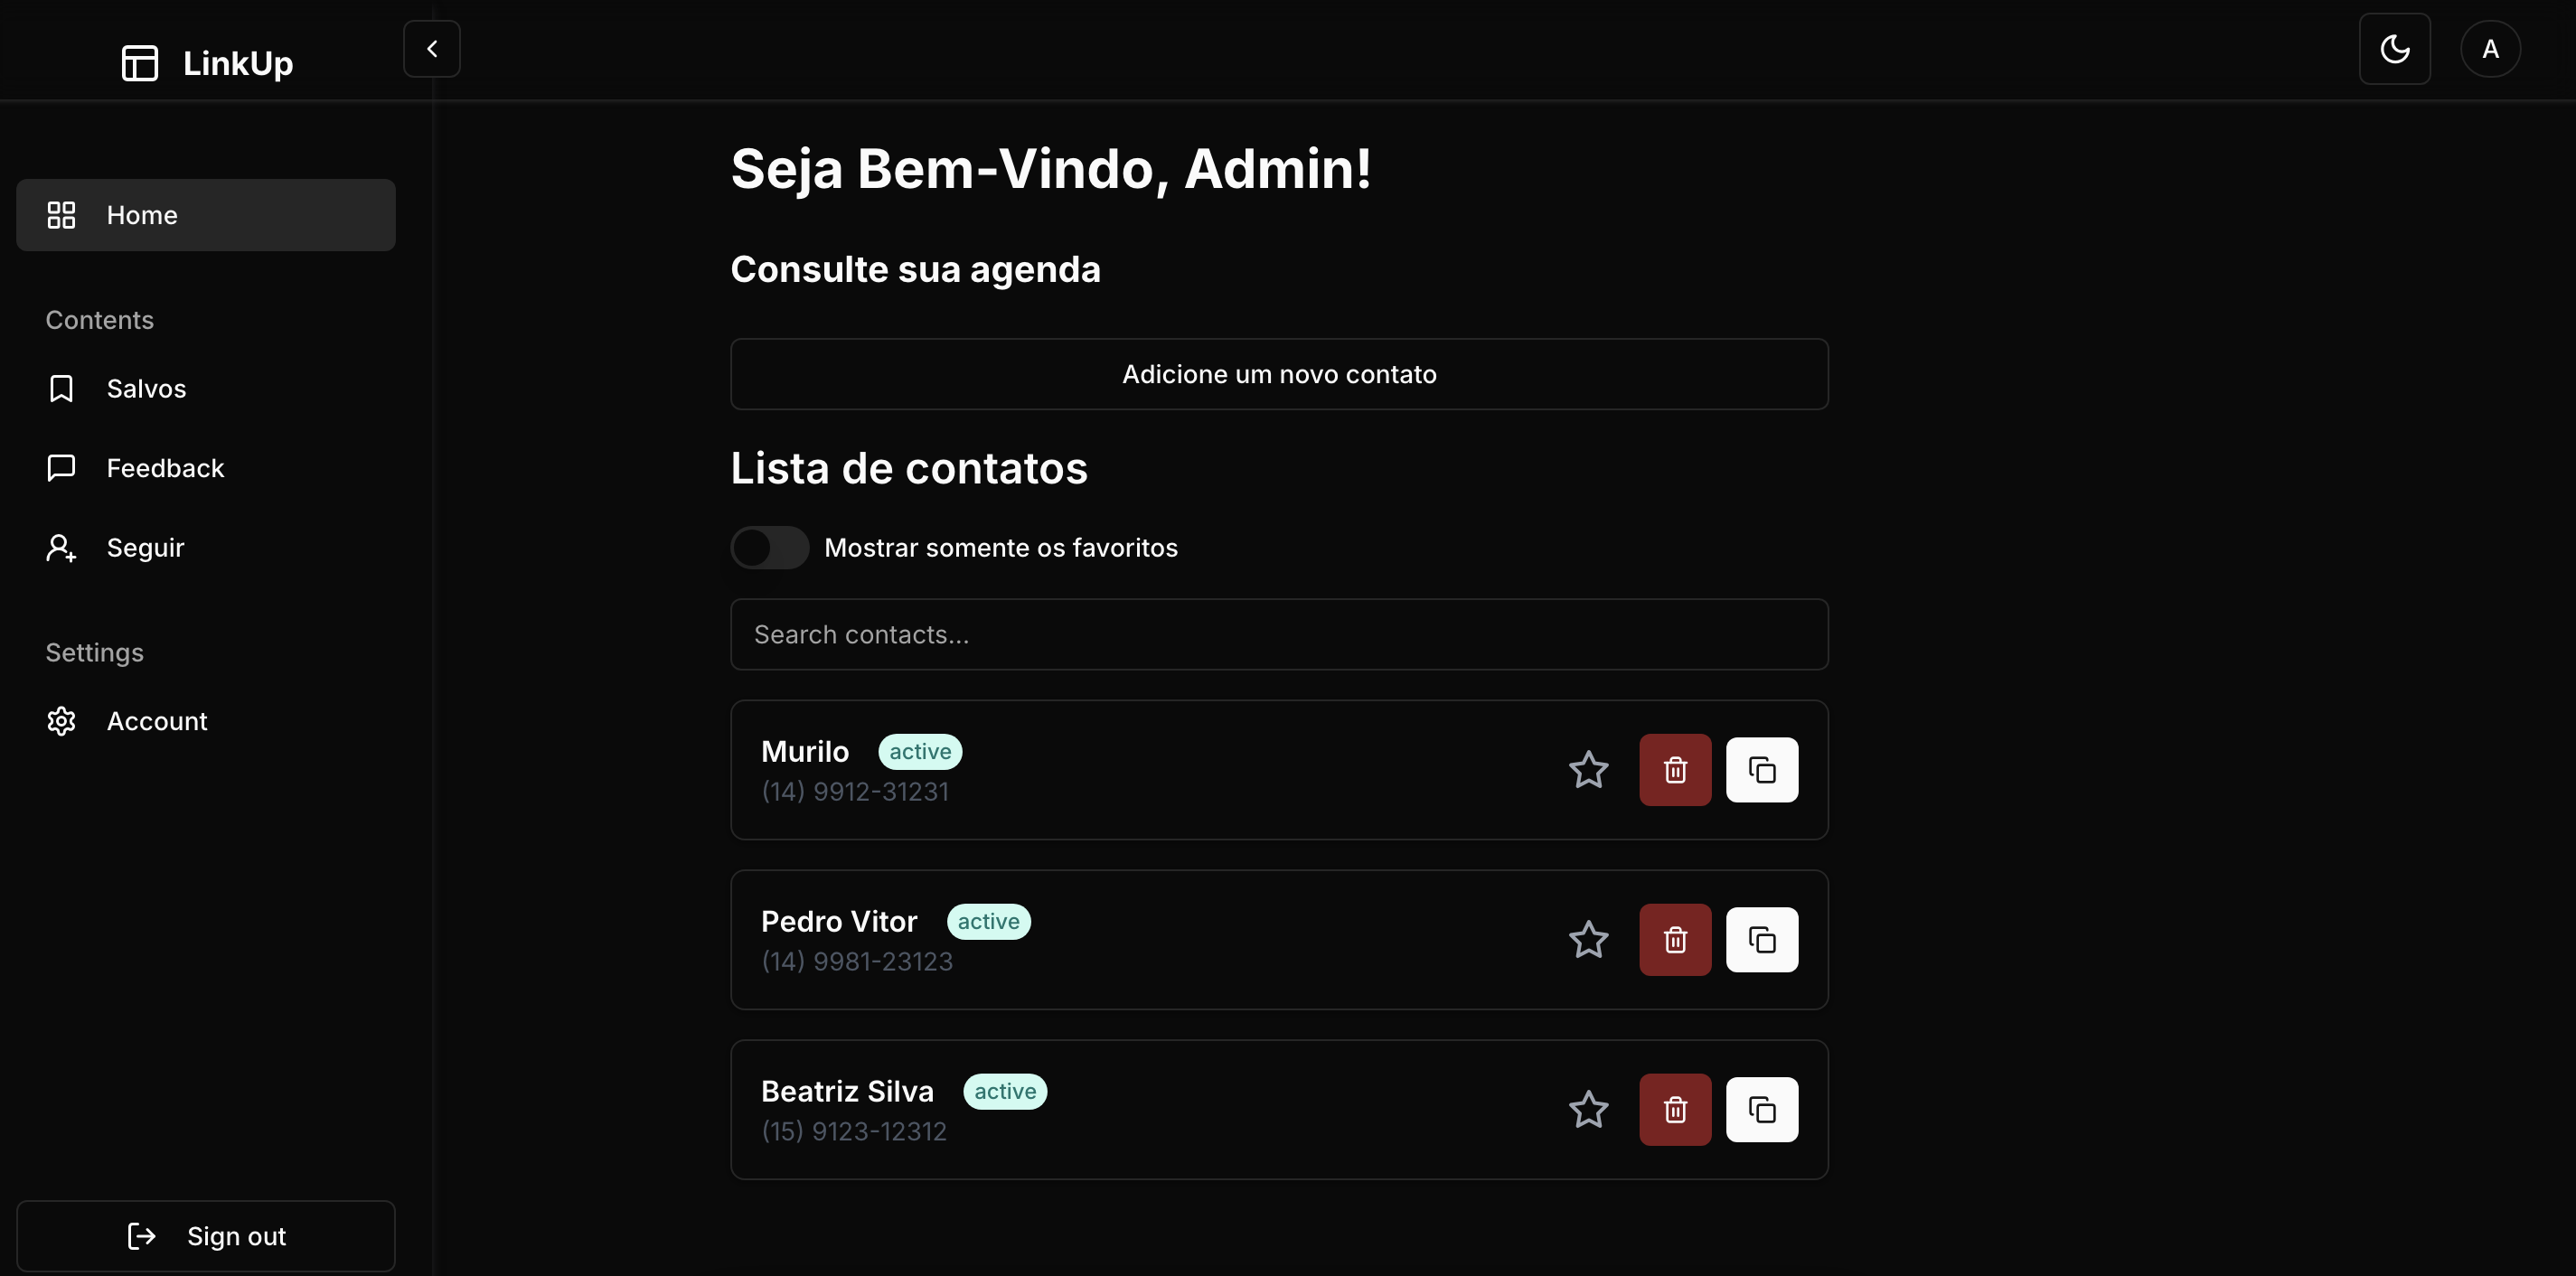 LinkUp
A
Home
Contents
Salvos
Feedback
Seguir
Settings
Account
Sign out
Seja Bem-Vindo, Admin!
Consulte sua agenda
Adicione um novo contato
Lista de contatos
Mostrar somente os favoritos
Search contacts...
Murilo active
(14) 9912-31231
Pedro Vitor active
(14) 9981-23123
Beatriz Silva active
(15) 9123-12312